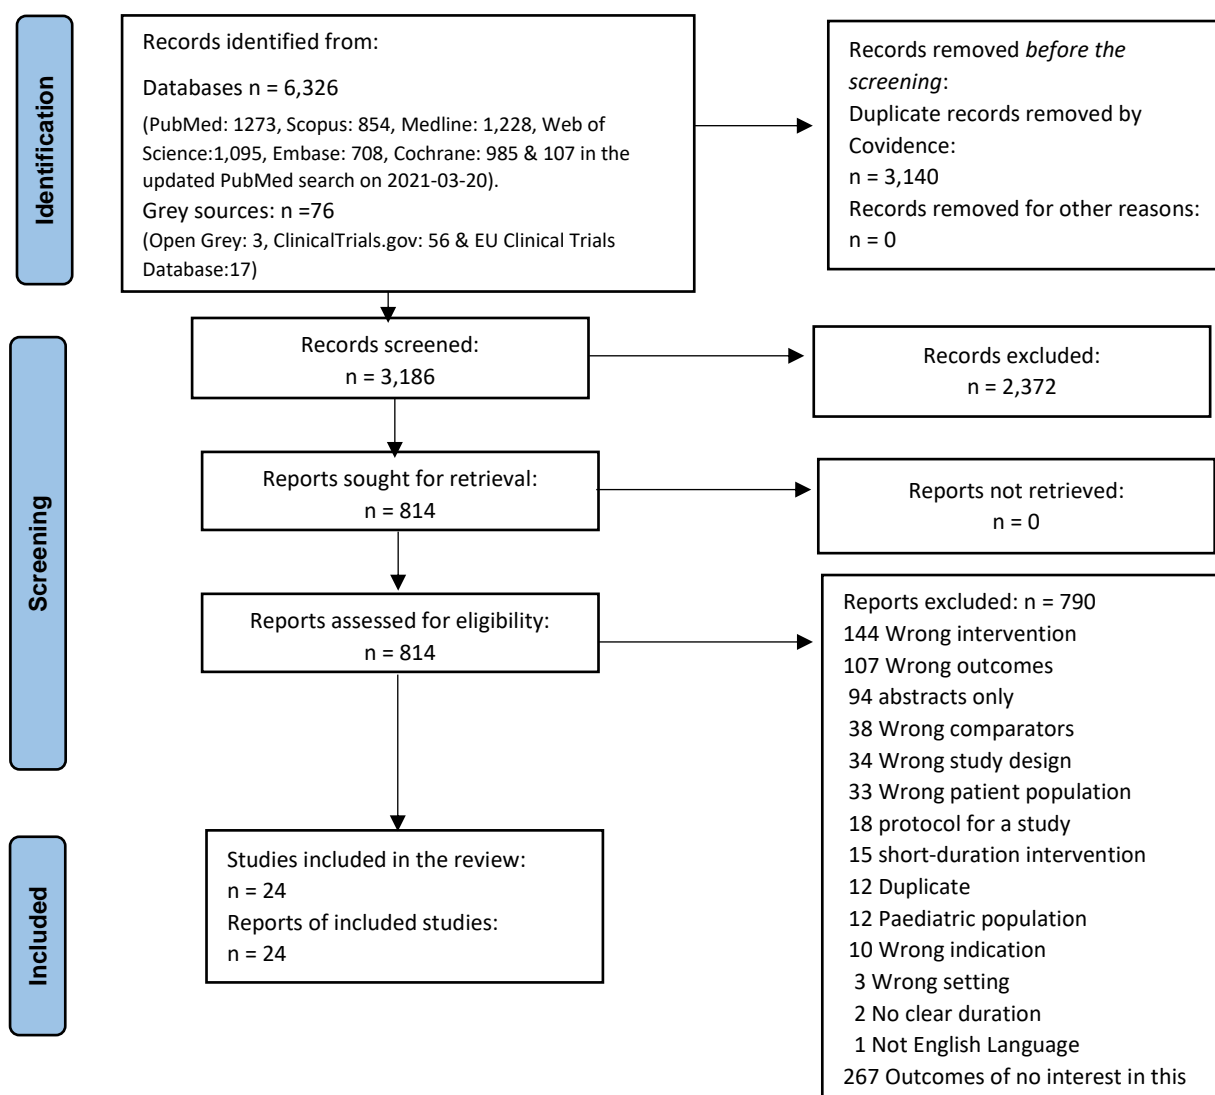 Identification
Records identified from:
Databases n = 6,326
(PubMed: 1273, Scopus: 854, Medline: 1,228, Web of
Science:1,095, Embase: 708, Cochrane: 985 & 107 in the
updated PubMed search on 2021-03-20).
Grey sources: n =76
(Open Grey: 3, ClinicalTrials.gov: 56 & EU Clinical Trials
Database:17)
Records removed before the
screening:
Duplicate records removed by
Covidence:
n = 3,140
Records removed for other reasons:
n = 0
Screening
Records screened:
n = 3,186
Records excluded:
n = 2,372
Reports sought for retrieval:
n = 814
Reports not retrieved:
n = 0
Reports assessed for eligibility:
n = 814
Reports excluded: n = 790
144 Wrong intervention
107 Wrong outcomes
94 abstracts only
38 Wrong comparators
34 Wrong study design
33 Wrong patient population
18 protocol for a study
15 short-duration intervention
12 Duplicate
12 Paediatric population
10 Wrong indication
3 Wrong setting
2 No clear duration
1 Not English Language
267 Outcomes of no interest in this
Included
Studies included in the review:
n = 24
Reports of included studies:
n = 24